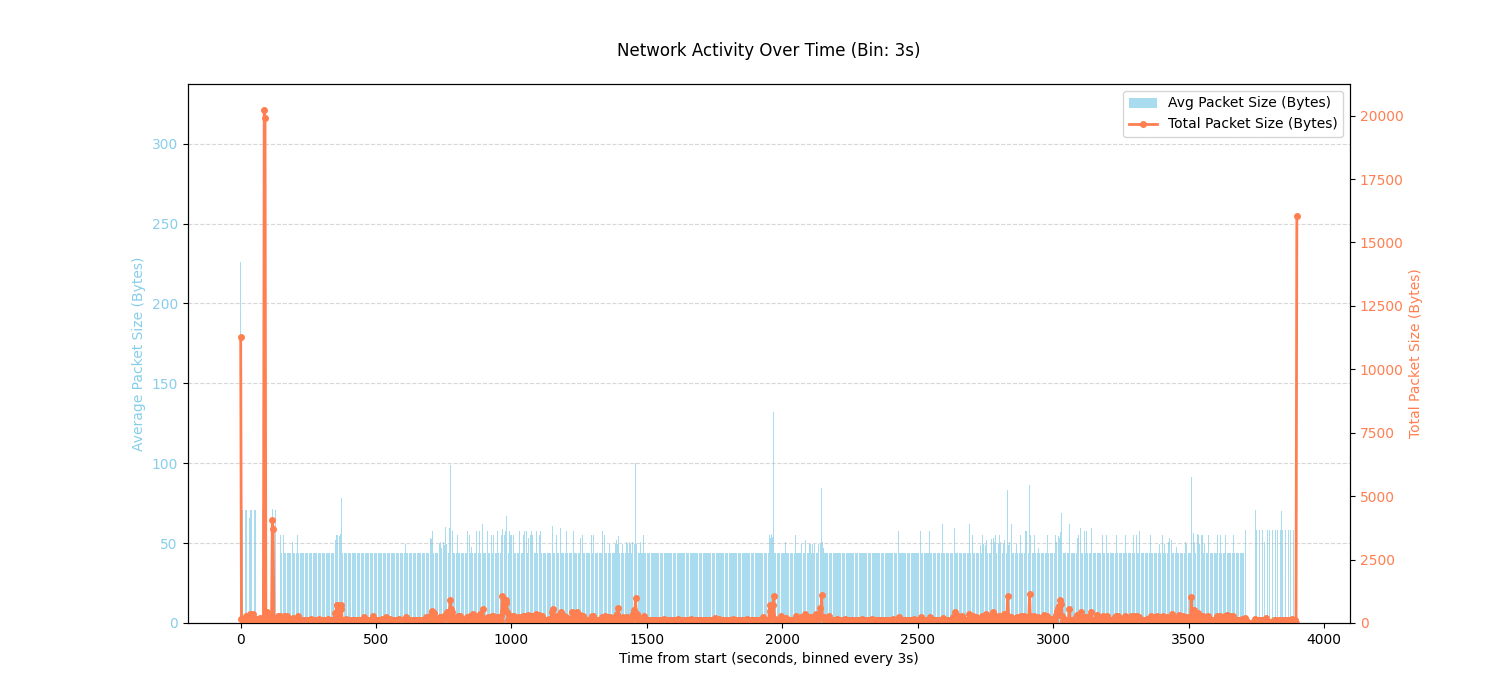 Network Activity Over Time (Bin: 3s)
Avg Packet Size (Bytes)
Total Packet Size (Bytes)
Average Packet Size (Bytes)
300
250
200
150
100
50
0
20000
17500
15000
12500
10000
7500
5000
2500
0
Total Packet Size (Bytes)
0 500 1000 1500 2000 2500 3000 3500 4000
Time from start (seconds, binned every 3s)